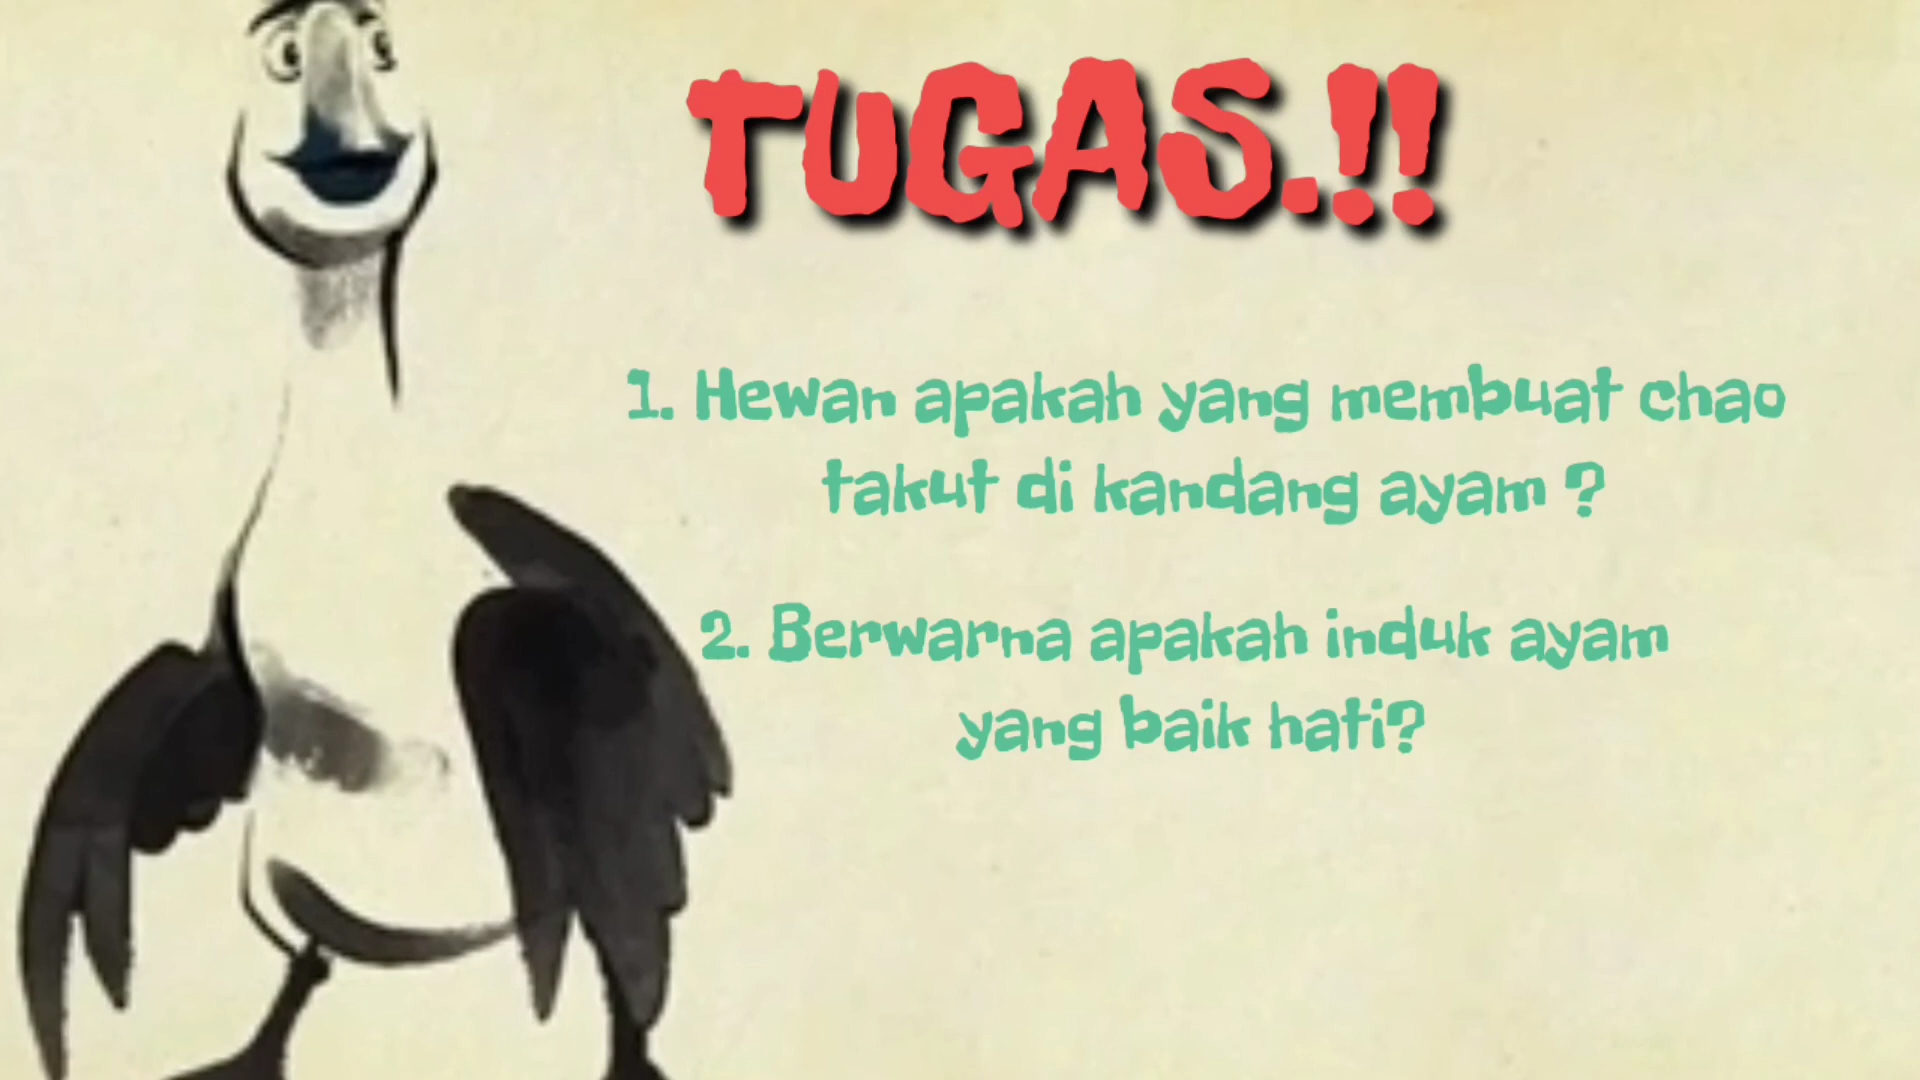 TUGAS.!!
1. Hewan apakah yang membuat chao
takut di kandang ayam ?
2. Berwarna apakah induk ayam
yang baik hati?